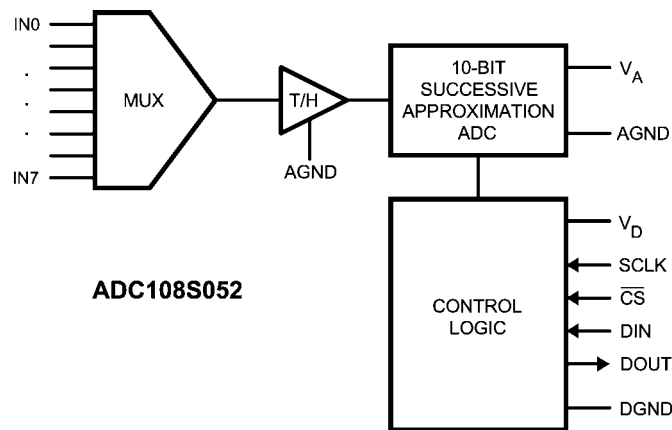 IN0
.
.
.
IN7
MUX
T/H
AGND
10-BIT
SUCCESSIVE
APPROXIMATION
ADC
V_A
AGND
ADC108S052
CONTROL
LOGIC
V_D
SCLK
C̅S̅
DIN
DOUT
DGND